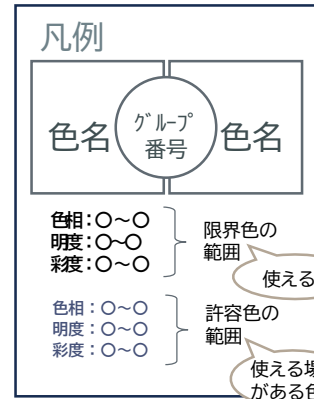 凡例
色名
グループ
番号
色名
色相：〇～〇
明度：〇～〇
彩度：〇～〇
限界色の
範囲
使える
色相：〇～〇
明度：〇～〇
彩度：〇～〇
許容色の
範囲
使える場
がある色